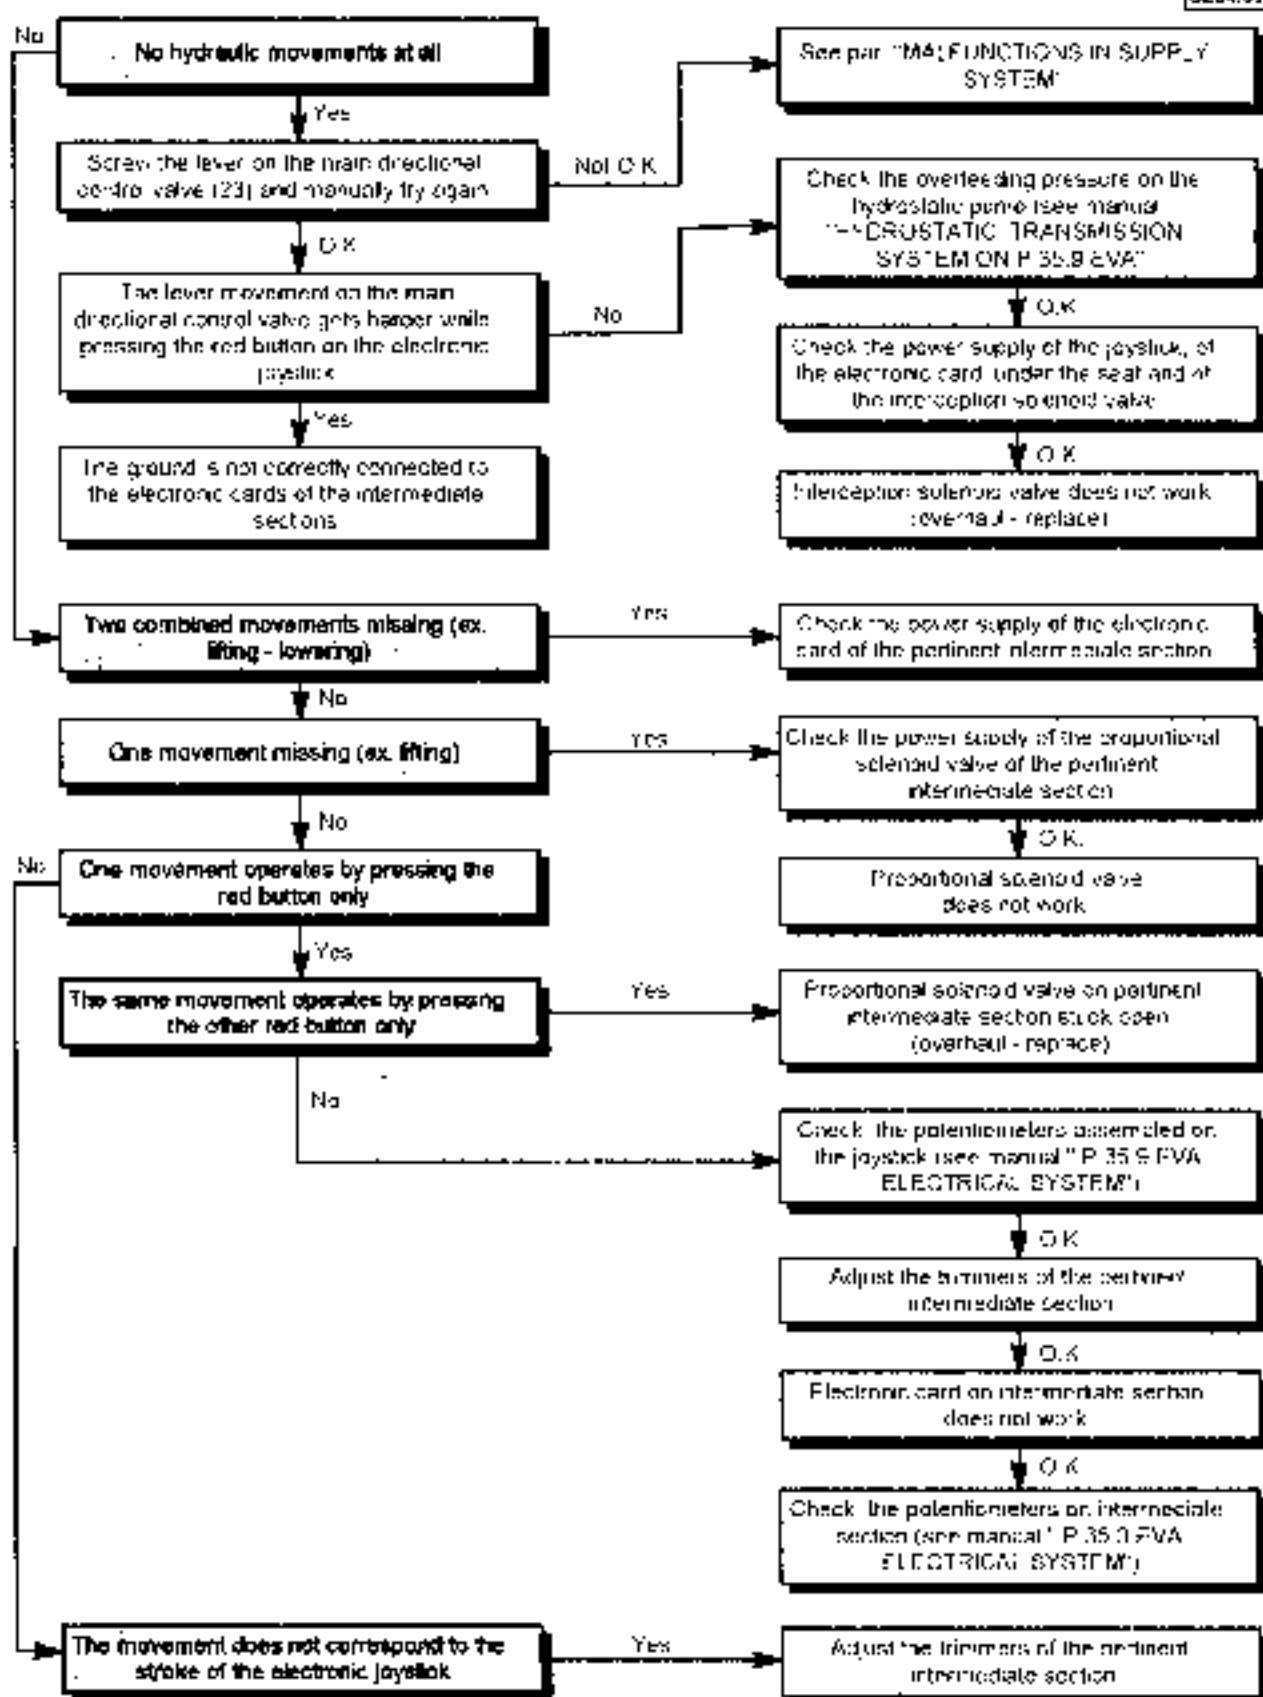 No
No hydraulic movements at all
Yes
Screw the lever on the main directional
control valve (23) and manually try again
Not O.K
See par. "MALFUNCTIONS IN SUPPLY
SYSTEM"
O.K
The lever movement on the main
directional control valve gets harder while
pressing the red button on the electronic
joystick
No
Check the overfeeding pressure on the
hydrostatic pump (see manual
"HYDROSTATIC TRANSMISSION
SYSTEM ON P 35.9 EVA"
O.K
Check the power supply of the joystick, of
the electronic card under the seat and of
the interception solenoid valve
O.K
Interception solenoid valve does not work
(overhaul - replace)
Yes
The ground is not correctly connected to
the electronic cards of the intermediate
sections
Two combined movements missing (ex.
lifting - lowering)
Yes
Check the power supply of the electronic
card of the pertinent intermediate section
No
One movement missing (ex. lifting)
Yes
Check the power supply of the proportional
solenoid valve of the pertinent
intermediate section
O.K.
Proportional solenoid valve
does not work
No
No
One movement operates by pressing the
red button only
Yes
The same movement operates by pressing
the other red button only
Yes
Proportional solenoid valve on pertinent
intermediate section stuck open
(overhaul - replace)
No
Check the potentiometers assembled on
the joystick (see manual " P 35.9 EVA
ELECTRICAL SYSTEM")
O.K
Adjust the trimmers of the pertinent
intermediate section
O.K
Electronic card on intermediate section
does not work
O.K
Check the potentiometers on intermediate
section (see manual " P 35.9 EVA
ELECTRICAL SYSTEM")
The movement does not correspond to the
stroke of the electronic joystick
Yes
Adjust the trimmers of the pertinent
intermediate section